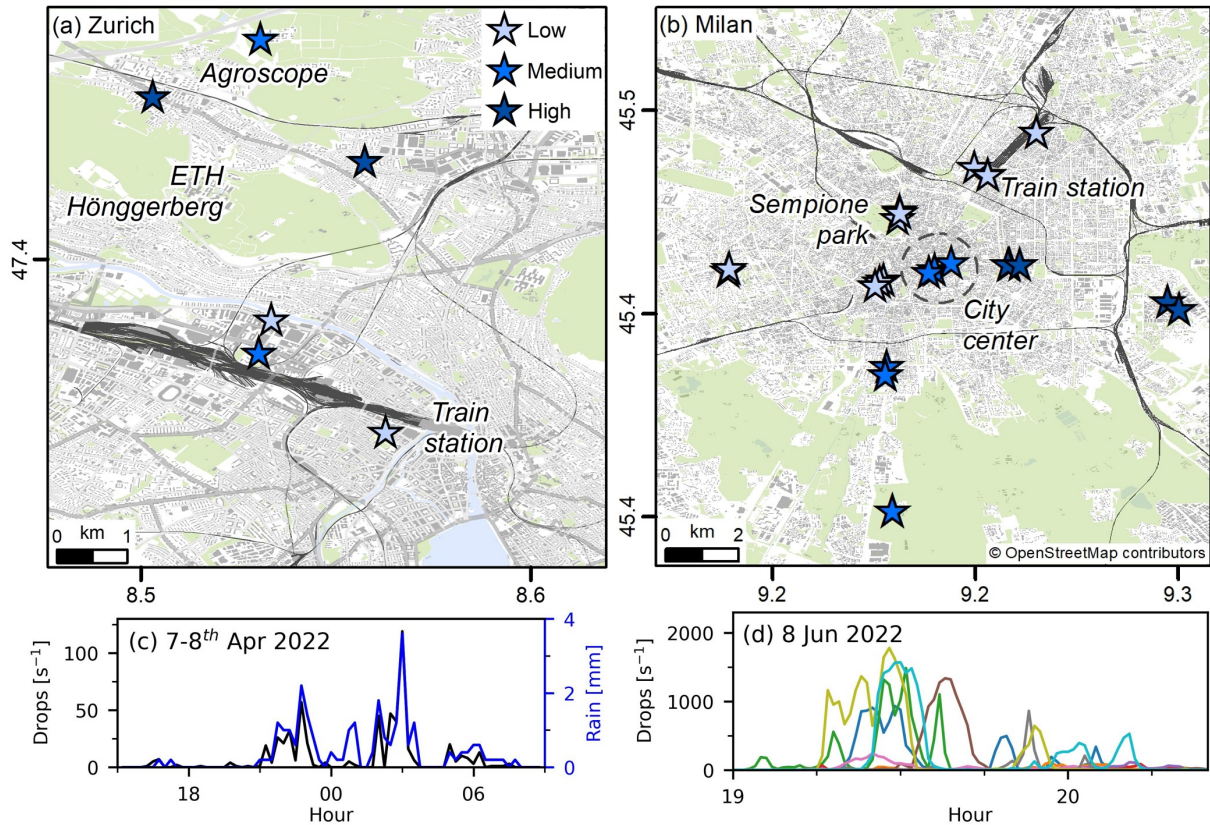 (a) Zurich
Low
Medium
High
Agroscope
ETH
Hönggerberg
Train
station
47.4
0 km 1
8.5
8.6
(b) Milan
45.5
45.4
45.4
Train station
Sempione
park
City
center
0 km 2
© OpenStreetMap contributors
9.2
9.2
9.3
(c) 7-8th Apr 2022
Drops [s−1]
100
50
0
Rain [mm]
4
2
0
18
00
06
Hour
(d) 8 Jun 2022
Drops [s−1]
2000
1000
0
19
20
Hour